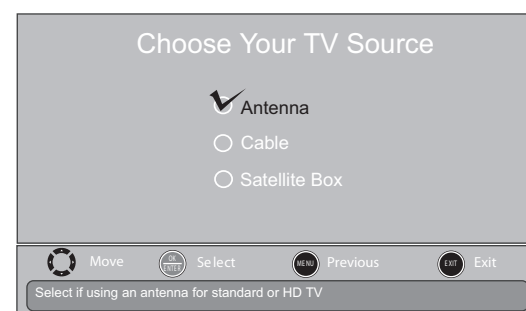 Choose Your TV Source
Antenna
Cable
Satellite Box
Move OK ENTER Select MENU Previous EXIT Exit
Select if using an antenna for standard or HD TV